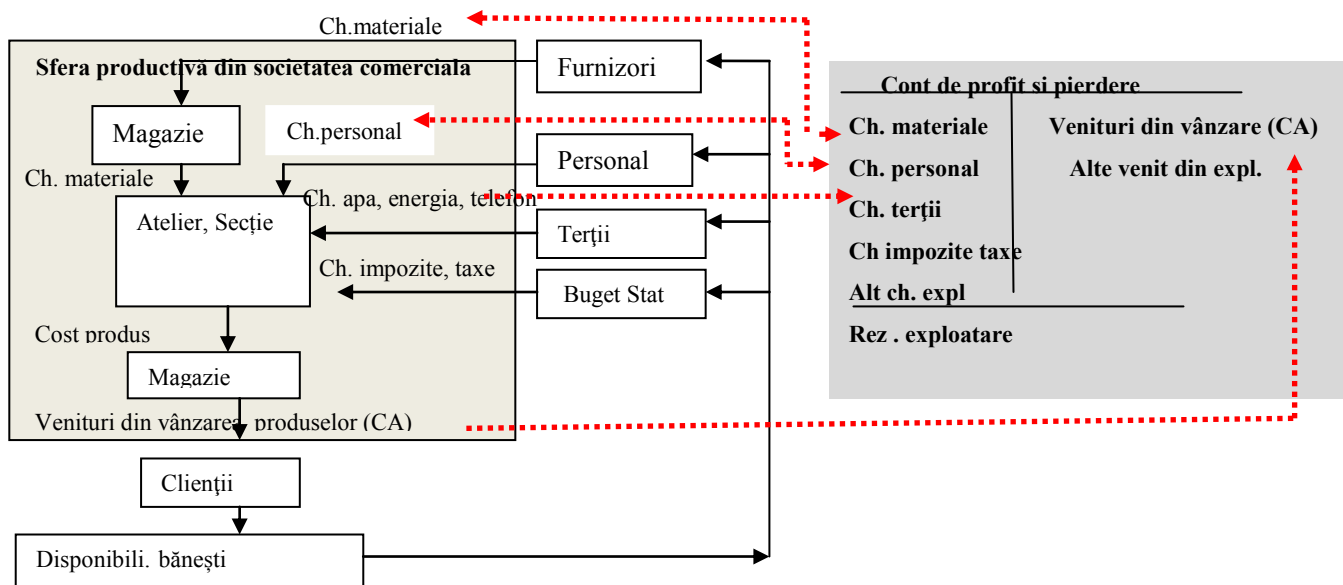 Ch.materiale
Sfera productivă din societatea comerciala
Furnizori
Magazie
Ch.personal
Personal
Ch. materiale
Ch. apa, energia, telefon
Atelier, Secție
Terţii
Ch. impozite, taxe
Buget Stat
Cost produs
Magazie
Venituri din vânzarea produselor (CA)
Clienţii
Disponibili. bănești
Cont de profit si pierdere
Ch. materiale
Venituri din vânzare (CA)
Ch. personal
Alte venit din expl.
Ch. terţii
Ch impozite taxe
Alt ch. expl
Rez . exploatare